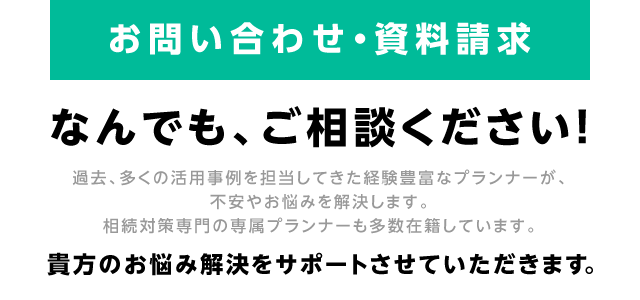 お問い合わせ・資料請求
なんでも、ご相談ください!
過去、多くの活用事例を担当してきた経験豊富なプランナーが、
不安やお悩みを解決します。
相続対策専門の専属プランナーも多数在籍しています。
貴方のお悩み解決をサポートさせていただきます。